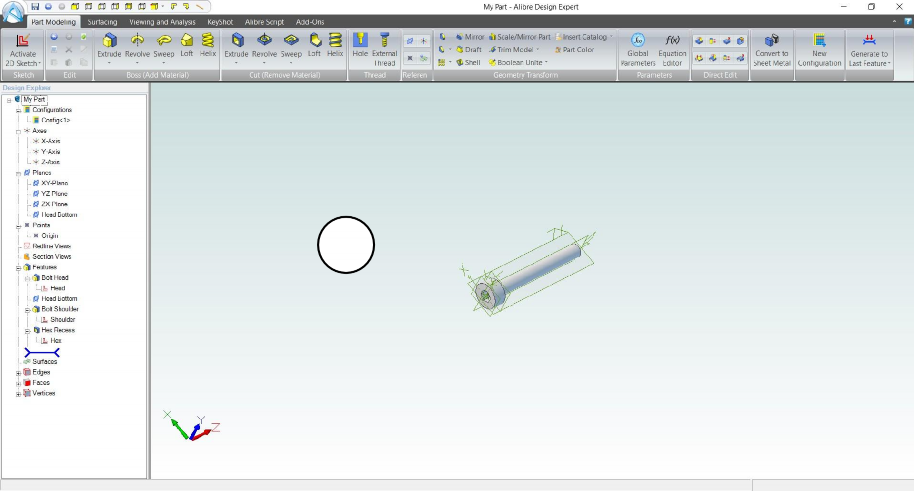 My Part - Alibre Design Expert
Part Modeling Surfacing Viewing and Analysis KeyShot Alibre Script Add-Ons
Mirror Scale/Mirror Part Insert Catalog
Activate Extrude Revolve Sweep Loft Helix Extrude Revolve Sweep Loft Helix Hole External Draft Trim Model Part Color Global Equation Convert to New Generate to
2D Sketch Thread Shell Boolean Unite Parameters Editor Sheet Metal Configuration Last Feature
Sketch Edit Boss (Add Material) Cut (Remove Material) Thread Referen Geometry Transform Parameters Direct Edit
Design Explorer
My Part
Configurations
Config<1>
Axes
X-Axis
Y-Axis
Z-Axis
Planes
XY-Plane
YZ-Plane
ZX-Plane
Head Bottom
Points
Origin
Redline Views
Section Views
Features
Bolt Head
Head
Head Bottom
Bolt Shoulder
Shoulder
Hex Recess
Hex
Surfaces
Edges
Faces
Vertices
X Y Z